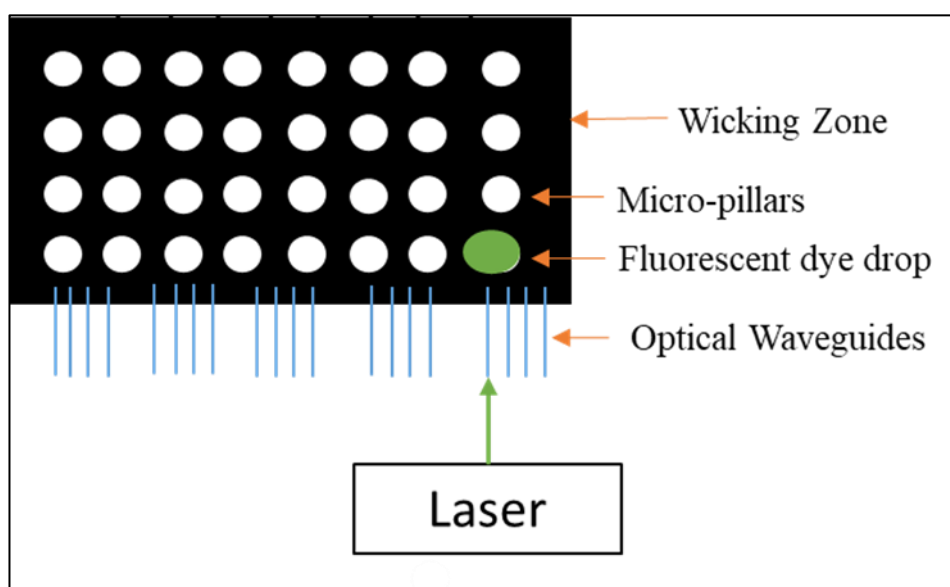 Wicking Zone
Micro-pillars
Fluorescent dye drop
Optical Waveguides
Laser